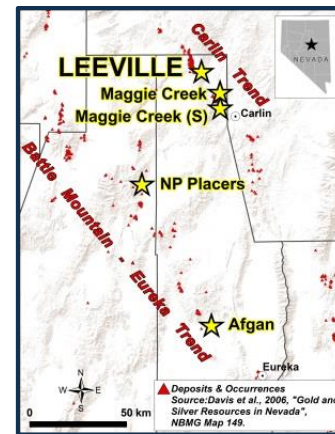 NEVADA
LEEVILLE
Carlin Trend
Maggie Creek
Maggie Creek (S)
Carlin
Battle Mountain - Eureka Trend
NP Placers
Afgan
Eureka
N
W E
S
0 50 km
Deposits & Occurrences
Source:Davis et al., 2006, "Gold and
Silver Resources in Nevada",
NBMG Map 149.